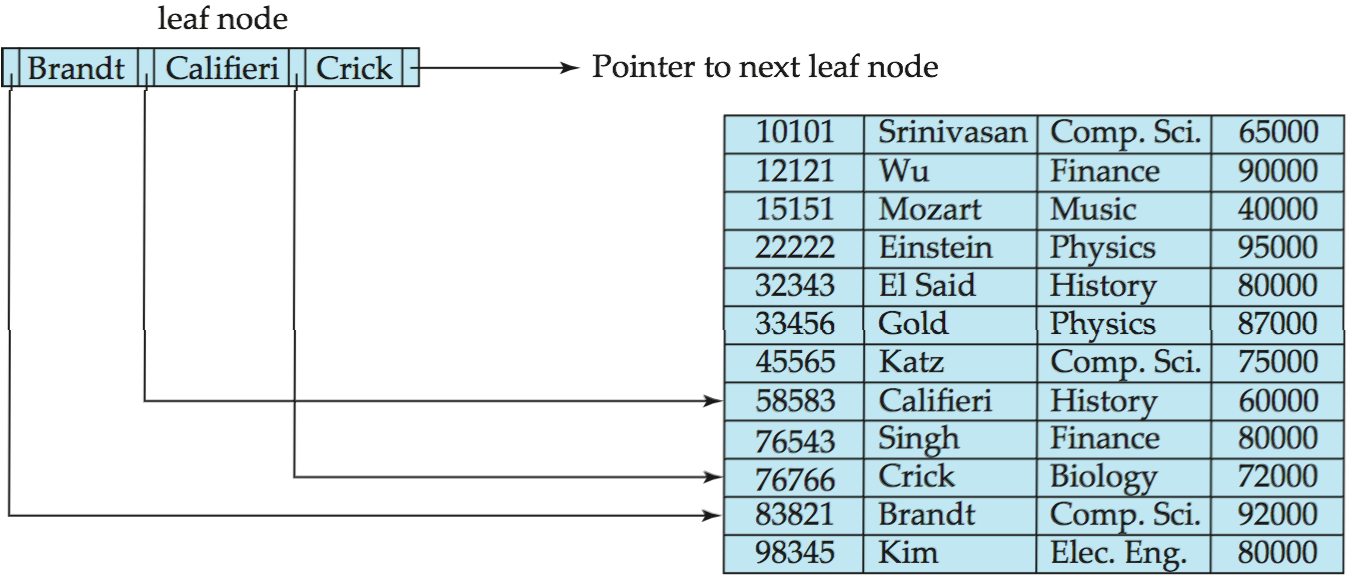 leaf node
Brandt Califieri Crick Pointer to next leaf node
10101 Srinivasan Comp. Sci. 65000
12121 Wu Finance 90000
15151 Mozart Music 40000
22222 Einstein Physics 95000
32343 El Said History 80000
33456 Gold Physics 87000
45565 Katz Comp. Sci. 75000
58583 Califieri History 60000
76543 Singh Finance 80000
76766 Crick Biology 72000
83821 Brandt Comp. Sci. 92000
98345 Kim Elec. Eng. 80000